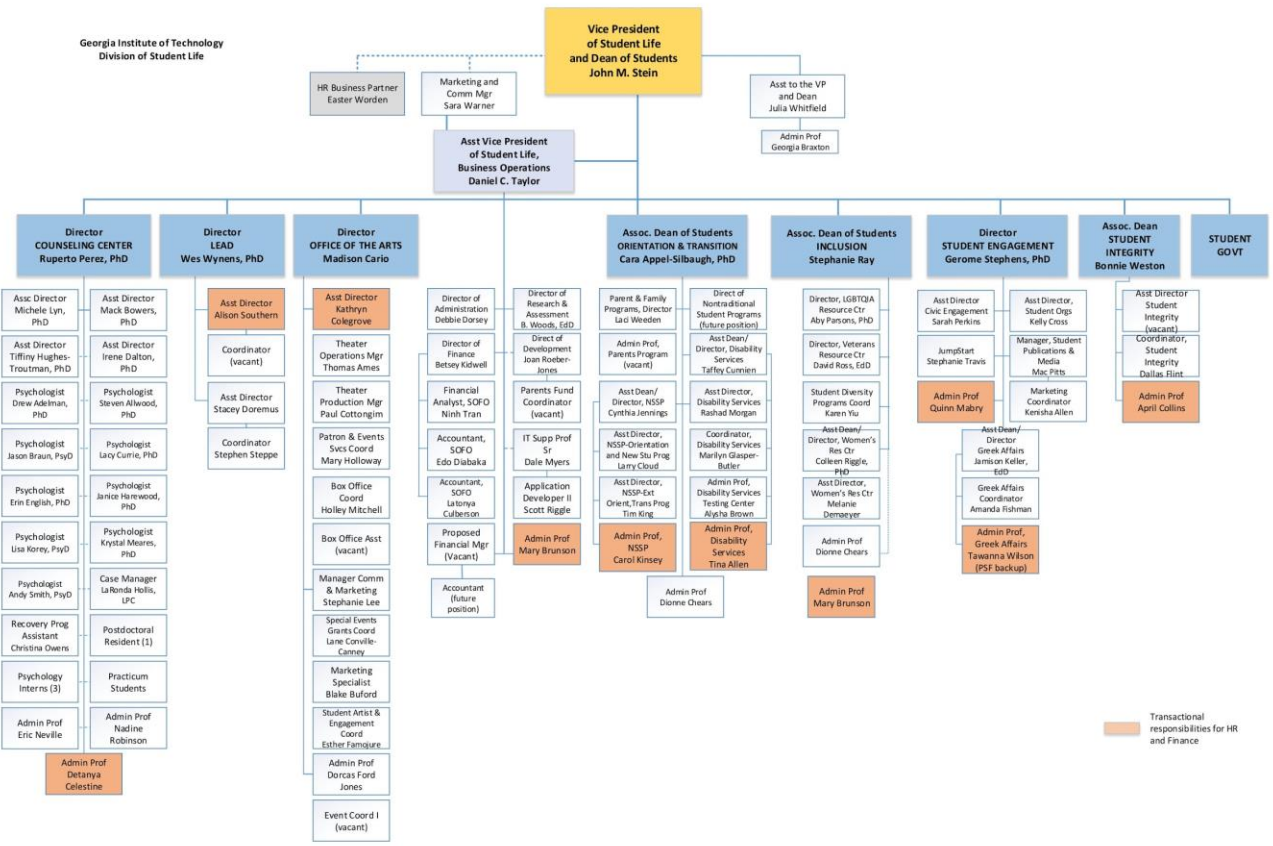 Georgia Institute of Technology
Division of Student Life
Vice President
of Student Life
and Dean of Students
John M. Stein
HR Business Partner
Easter Worden
Marketing and
Comm Mgr
Sara Warner
Asst to the VP
and Dean
Julia Whitfield
Admin Prof
Georgia Braxton
Asst Vice President
of Student Life,
Business Operations
Daniel C. Taylor
Director
COUNSELING CENTER
Ruperto Perez, PhD
Director
LEAD
Wes Wynens, PhD
Director
OFFICE OF THE ARTS
Madison Cario
Assoc. Dean of Students
ORIENTATION & TRANSITION
Cara Appel-Silbaugh, PhD
Assoc. Dean of Students
INCLUSION
Stephanie Ray
Director
STUDENT ENGAGEMENT
Gerome Stephens, PhD
Assoc. Dean
STUDENT
INTEGRITY
Bonnie Weston
STUDENT
GOVT
Assc Director
Michele Lyn,
PhD
Asst Director
Mack Bowers,
PhD
Asst Director
Tiffiny Hughes-
Troutman, PhD
Asst Director
Irene Dalton,
PhD
Psychologist
Drew Adelman,
PhD
Psychologist
Steven Allwood,
PhD
Psychologist
Jason Braun, PsyD
Psychologist
Lacy Currie, PhD
Psychologist
Erin English, PhD
Psychologist
Janice Harewood,
PhD
Psychologist
Lisa Korey, PsyD
Psychologist
Krystal Meares,
PhD
Psychologist
Andy Smith, PsyD
Case Manager
LaRonda Hollis,
LPC
Recovery Prog
Assistant
Christina Owens
Postdoctoral
Resident (1)
Psychology
Interns (3)
Practicum
Students
Admin Prof
Eric Neville
Admin Prof
Nadine
Robinson
Admin Prof
Detanya
Celestine
Asst Director
Alison Southern
Coordinator
(vacant)
Asst Director
Stacey Doremus
Coordinator
Stephen Steppe
Asst Director
Kathryn
Colegrove
Theater
Operations Mgr
Thomas Ames
Theater
Production Mgr
Paul Cottongim
Patron & Events
Svcs Coord
Mary Holloway
Box Office
Coord
Holley Mitchell
Box Office Asst
(vacant)
Manager Comm
& Marketing
Stephanie Lee
Special Events
Grants Coord
Lane Conville-
Canney
Marketing
Specialist
Blake Buford
Student Artist &
Engagement
Coord
Esther Famojure
Admin Prof
Dorcas Ford
Jones
Event Coord I
(vacant)
Director of
Administration
Debbie Dorsey
Director of
Research &
Assessment
B. Woods, EdD
Director of
Finance
Betsey Kidwell
Direct of
Development
Joan Roeber-
Jones
Financial
Analyst, SOFO
Ninh Tran
Parents Fund
Coordinator
(vacant)
Accountant,
SOFO
Edo Diabaka
IT Supp Prof
Sr
Dale Myers
Accountant,
SOFO
Latonya
Culberson
Application
Developer II
Scott Riggle
Proposed
Financial Mgr
(Vacant)
Admin Prof
Mary Brunson
Accountant
(future
position)
Parent & Family
Programs, Director
Laci Weeden
Direct of
Nontraditional
Student Programs
(future position)
Admin Prof,
Parents Program
(vacant)
Asst Dean/
Director, Disability
Services
Taffey Cunnien
Asst Dean/
Director, NSSP
Cynthia Jennings
Asst Director,
Disability Services
Rashad Morgan
Asst Director,
NSSP-Orientation
and New Stu Prog
Larry Cloud
Coordinator,
Disability Services
Marilyn Glasper-
Butler
Asst Director,
NSSP-Ext
Orient,Trans Prog
Tim King
Admin Prof,
Disability Services
Testing Center
Alysha Brown
Admin Prof,
NSSP
Carol Kinsey
Admin Prof,
Disability
Services
Tina Allen
Admin Prof
Dionne Chears
Director, LGBTQIA
Resource Ctr
Aby Parsons, PhD
Director, Veterans
Resource Ctr
David Ross, EdD
Student Diversity
Programs Coord
Karen Yiu
Asst Dean/
Director, Women's
Res Ctr
Colleen Riggle,
PhD
Asst Director,
Women's Res Ctr
Melanie
Demaeyer
Admin Prof
Dionne Chears
Admin Prof
Mary Brunson
Asst Director
Civic Engagement
Sarah Perkins
Asst Director,
Student Orgs
Kelly Cross
JumpStart
Stephanie Travis
Manager, Student
Publications &
Media
Mac Pitts
Admin Prof
Quinn Mabry
Marketing
Coordinator
Kenisha Allen
Asst Dean/
Director
Greek Affairs
Jamison Keller,
EdD
Greek Affairs
Coordinator
Amanda Fishman
Admin Prof,
Greek Affairs
Tawanna Wilson
(PSF backup)
Asst Director
Student
Integrity
(vacant)
Coordinator,
Student
Integrity
Dallas Flint
Admin Prof
April Collins
Transactional
responsibilities for HR
and Finance